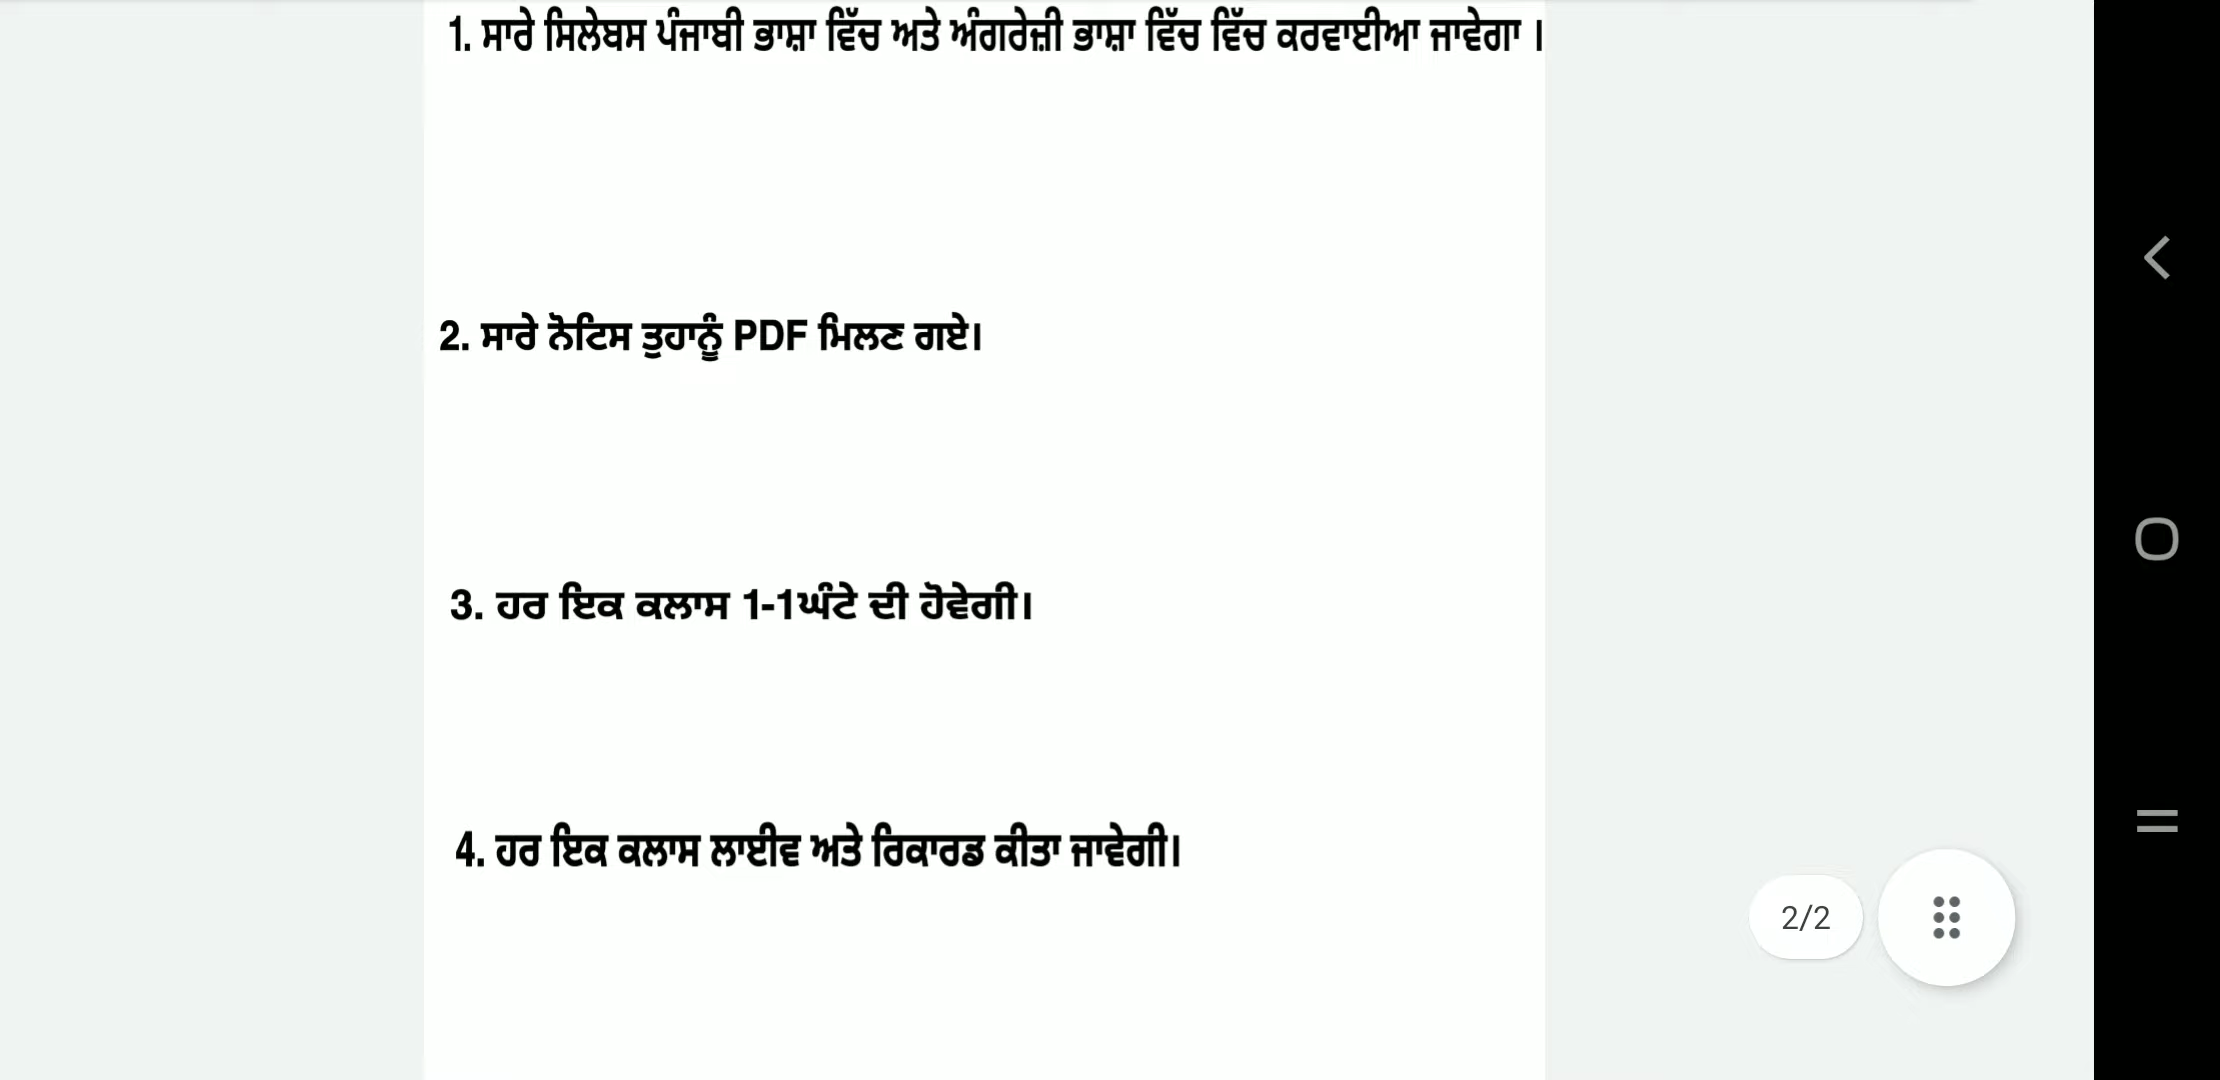 1. ਸਾਰੇ ਸਿਲੇਬਸ ਪੰਜਾਬੀ ਭਾਸ਼ਾ ਵਿੱਚ ਅਤੇ ਅੰਗਰੇਜ਼ੀ ਭਾਸ਼ਾ ਵਿੱਚ ਵਿੱਚ ਕਰਵਾਈਆ ਜਾਵੇਗਾ ।
2. ਸਾਰੇ ਨੋਟਿਸ ਤੁਹਾਨੂੰ PDF ਮਿਲਣ ਗਏ।
3. ਹਰ ਇਕ ਕਲਾਸ 1-1ਘੰਟੇ ਦੀ ਹੋਵੇਗੀ।
4. ਹਰ ਇਕ ਕਲਾਸ ਲਾਈਵ ਅਤੇ ਰਿਕਾਰਡ ਕੀਤਾ ਜਾਵੇਗੀ।
2/2